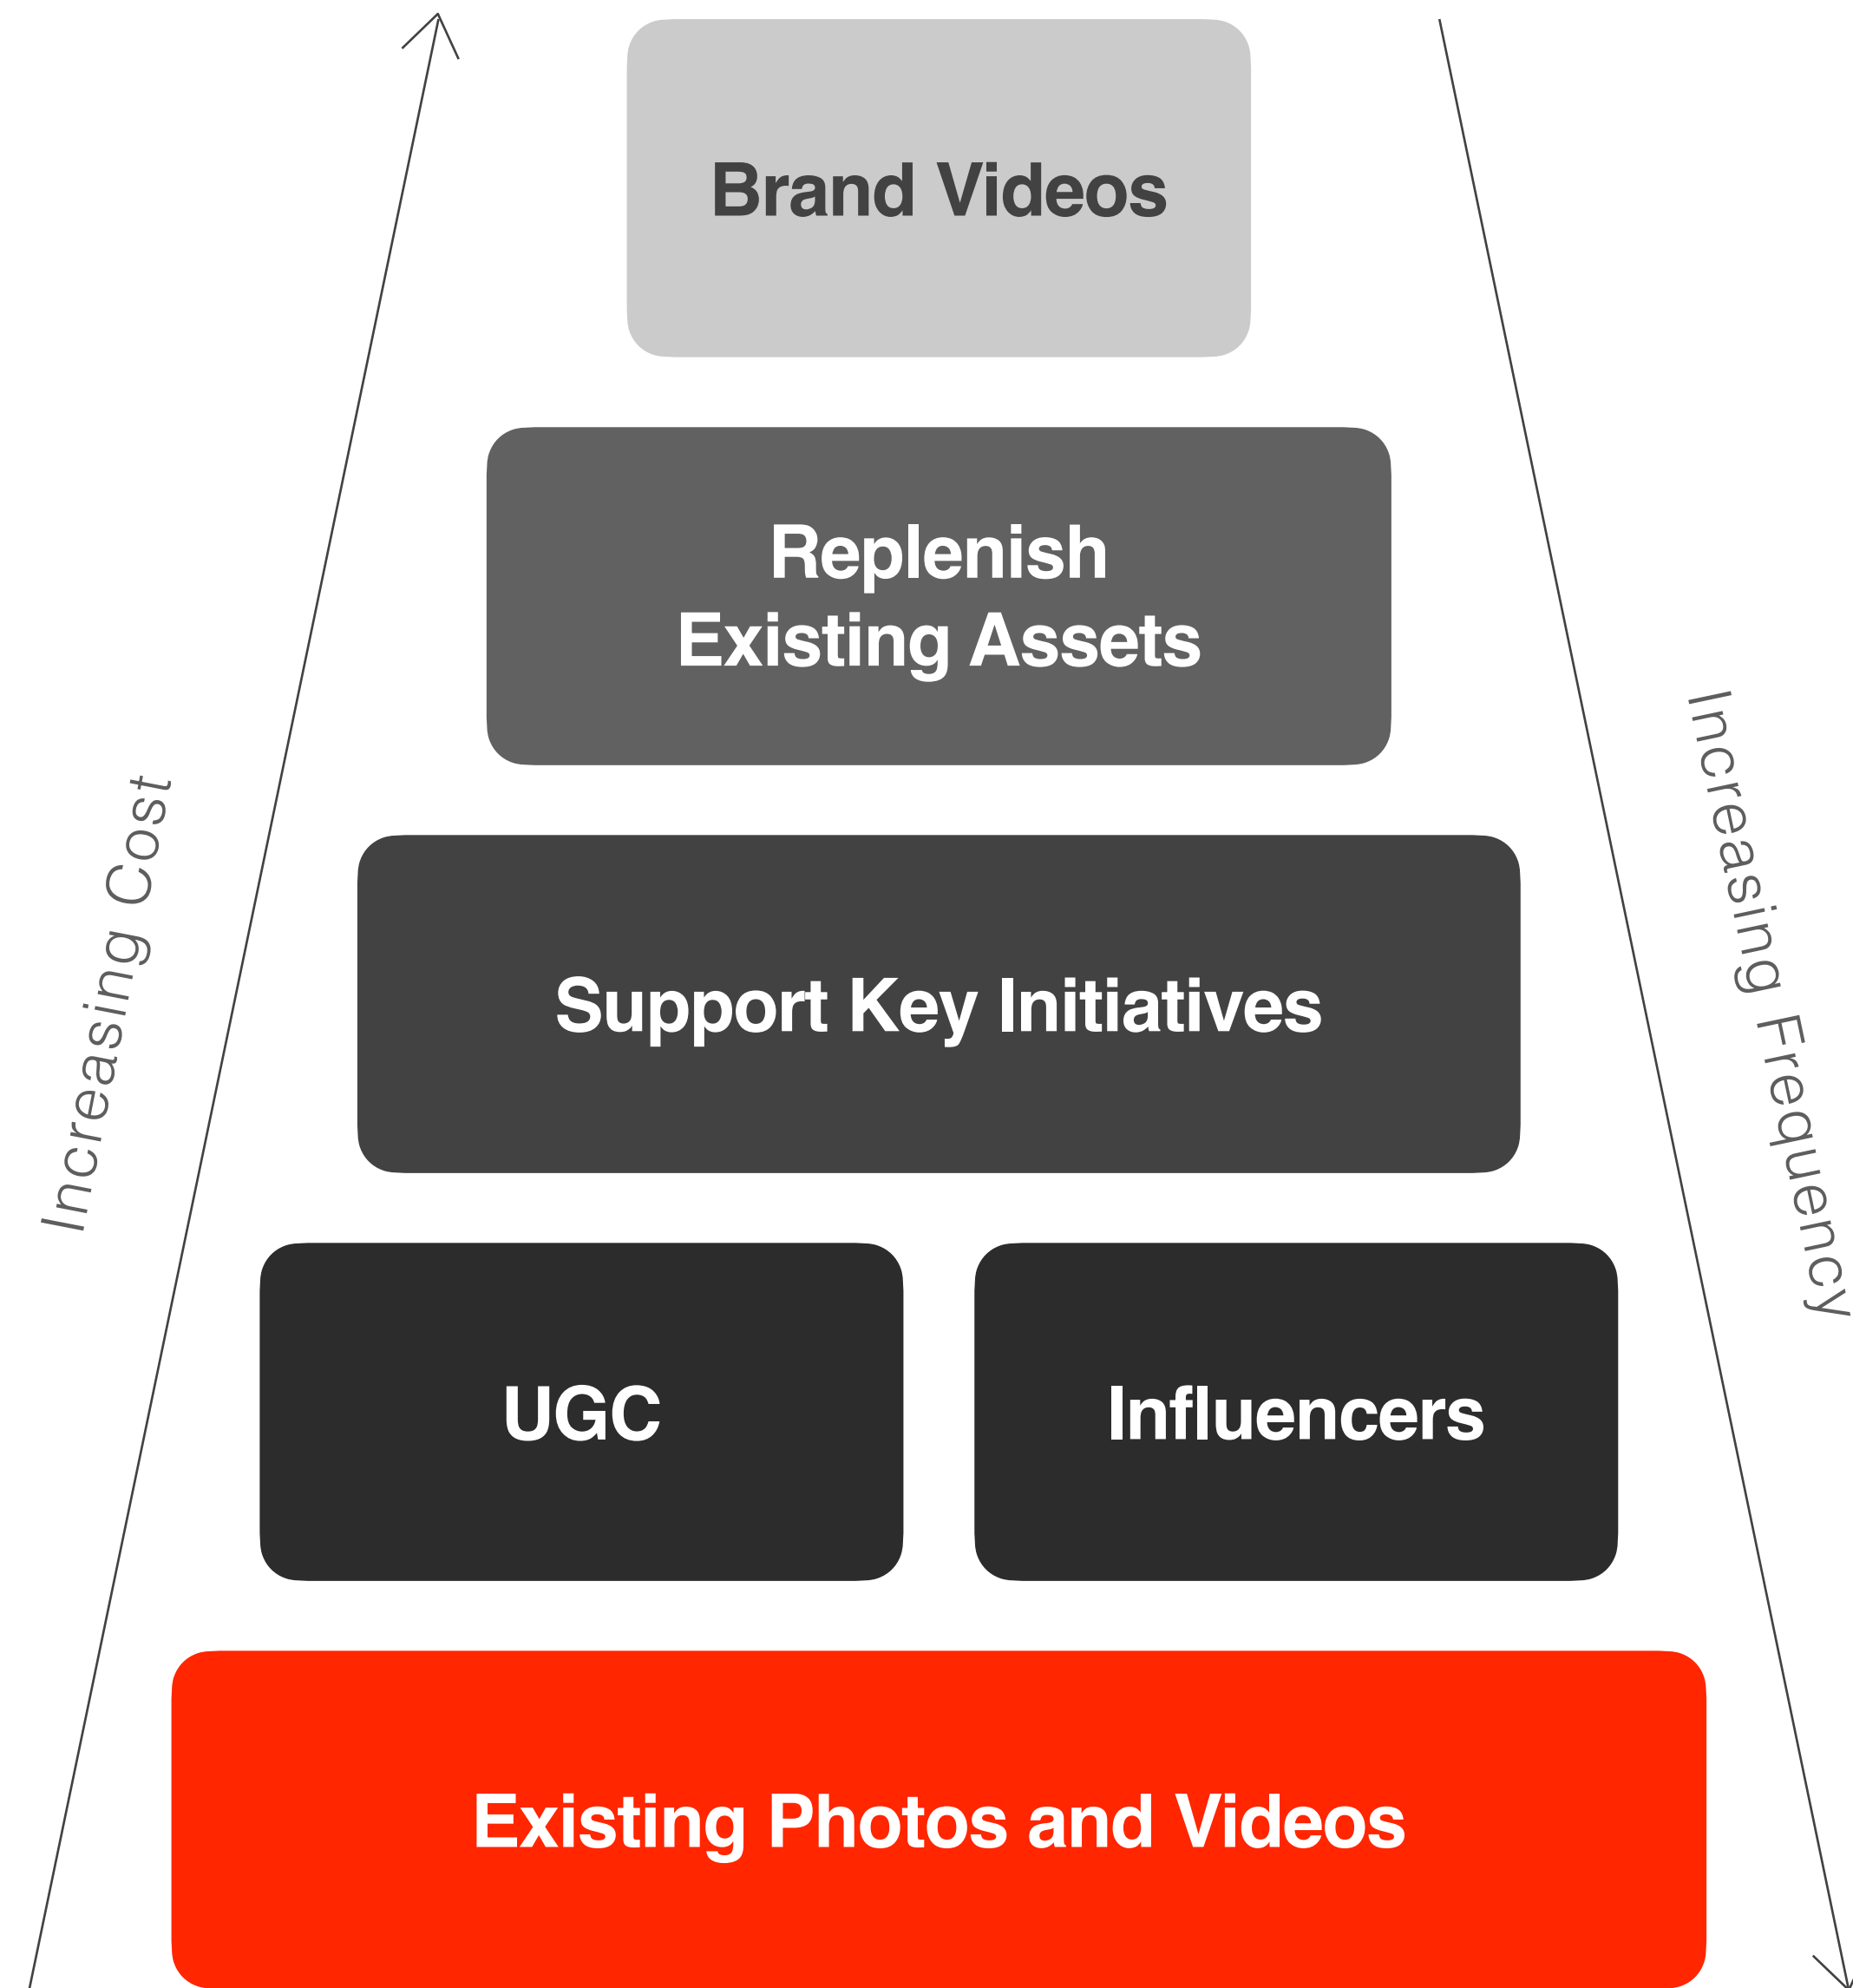 Brand Videos
Replenish
Existing Assets
Increasing Cost
Increasing Frequency
Support Key Initiatives
UGC
Influencers
Existing Photos and Videos